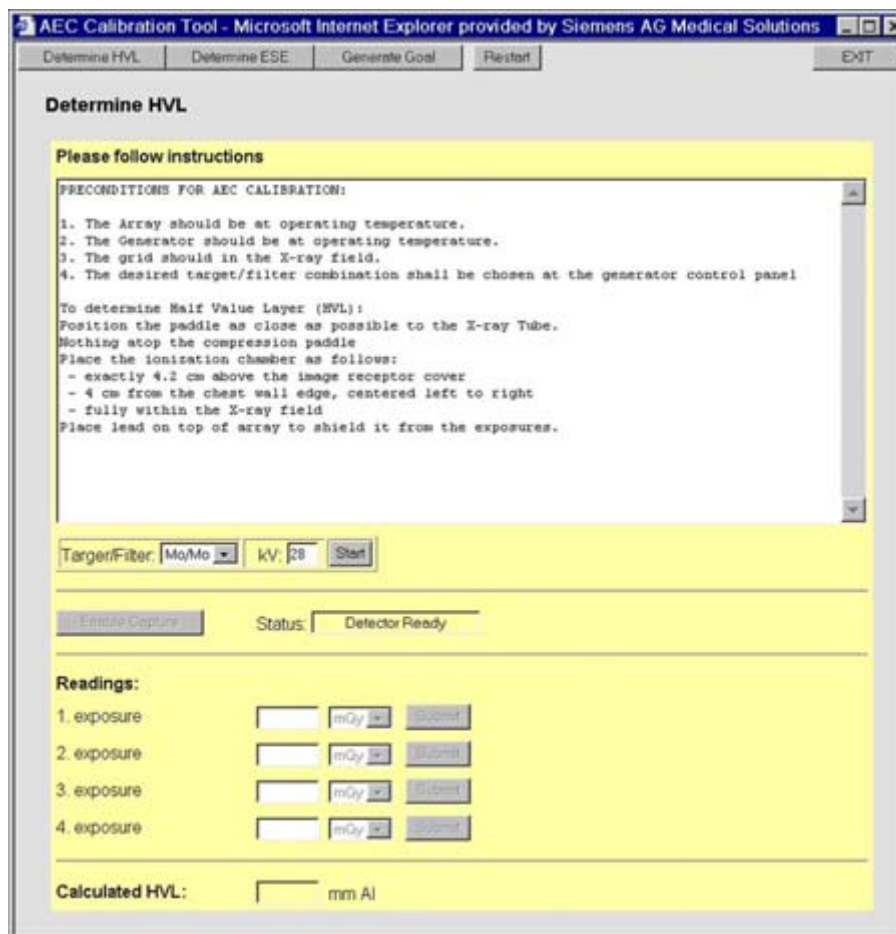 AEC Calibration Tool - Microsoft Internet Explorer provided by Siemens AG Medical Solutions
Determine HVL Determine ESE Generate Goal Restart EXIT
Determine HVL
Please follow instructions
PRECONDITIONS FOR AEC CALIBRATION:
1. The Array should be at operating temperature.
2. The Generator should be at operating temperature.
3. The grid should in the X-ray field.
4. The desired target/filter combination shall be chosen at the generator control panel
To determine Half Value Layer (HVL):
Position the paddle as close as possible to the X-ray Tube.
Nothing atop the compression paddle
Place the ionization chamber as follows:
- exactly 4.2 cm above the image receptor cover
- 4 cm from the chest wall edge, centered left to right
- fully within the X-ray field
Place lead on top of array to shield it from the exposures.
Targer/Filter: Mo/Mo kV: 28 Start
Enable Capture Status: Detector Ready
Readings:
1. exposure mGy Submit
2. exposure mGy Submit
3. exposure mGy Submit
4. exposure mGy Submit
Calculated HVL: mm Al